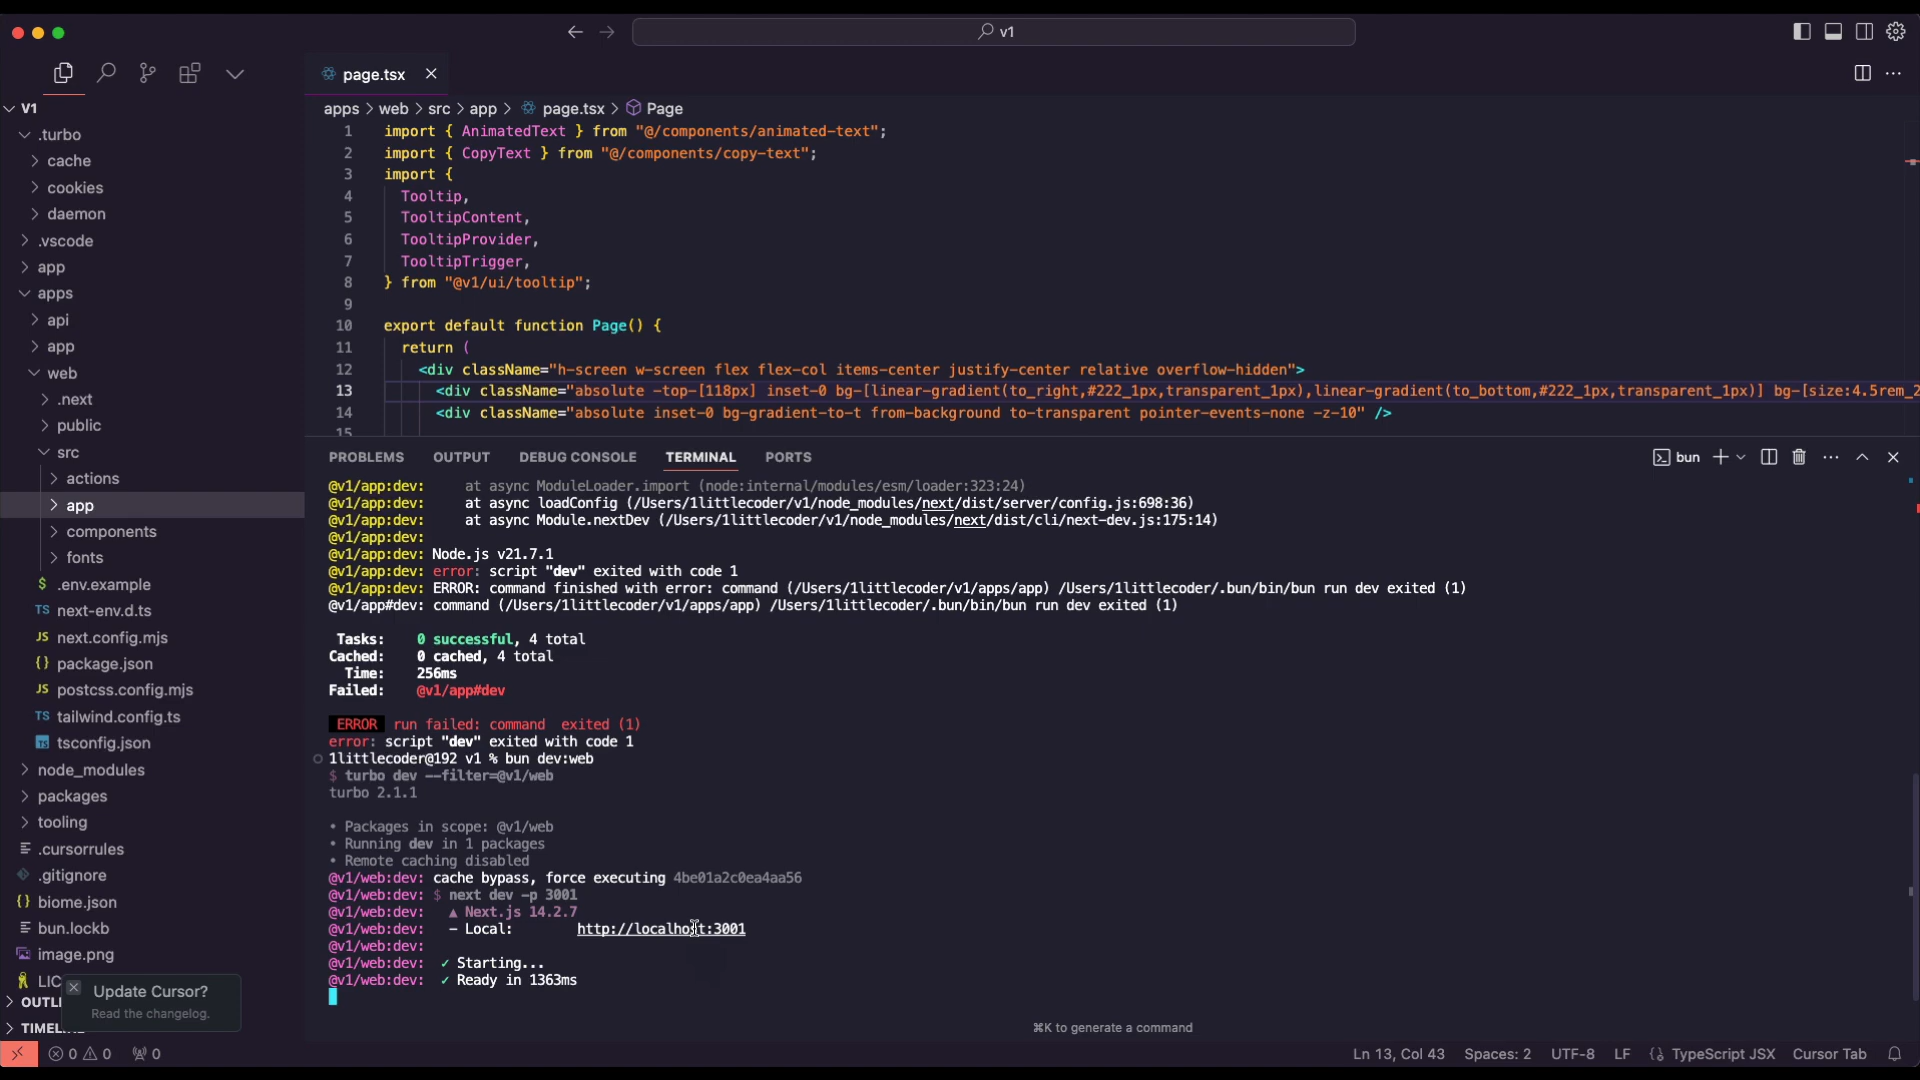 v1
page.tsx
V1
.turbo
cache
cookies
daemon
.vscode
app
apps
api
app
web
.next
public
src
actions
app
components
fonts
$ .env.example
TS next-env.d.ts
JS next.config.mjs
{} package.json
JS postcss.config.mjs
TS tailwind.config.ts
TS tsconfig.json
node_modules
packages
tooling
.cursorrules
.gitignore
{} biome.json
bun.lockb
image.png
LIC
OUTLI
TIMELINE
Update Cursor?
Read the changelog.
apps > web > src > app > page.tsx > Page
1 import { AnimatedText } from "@/components/animated-text";
2 import { CopyText } from "@/components/copy-text";
3 import {
4 Tooltip,
5 TooltipContent,
6 TooltipProvider,
7 TooltipTrigger,
8 } from "@v1/ui/tooltip";
9
10 export default function Page() {
11 return (
12 <div className="h-screen w-screen flex flex-col items-center justify-center relative overflow-hidden">
13 <div className="absolute -top-[118px] inset-0 bg-[linear-gradient(to_right,#222_1px,transparent_1px),linear-gradient(to_bottom,#222_1px,transparent_1px)] bg-[size:4.5rem_2
14 <div className="absolute inset-0 bg-gradient-to-t from-background to-transparent pointer-events-none -z-10" />
15
PROBLEMS OUTPUT DEBUG CONSOLE TERMINAL PORTS
bun
@v1/app:dev: at async ModuleLoader.import (node:internal/modules/esm/loader:323:24)
@v1/app:dev: at async loadConfig (/Users/1littlecoder/v1/node_modules/next/dist/server/config.js:698:36)
@v1/app:dev: at async Module.nextDev (/Users/1littlecoder/v1/node_modules/next/dist/cli/next-dev.js:175:14)
@v1/app:dev:
@v1/app:dev: Node.js v21.7.1
@v1/app:dev: error: script "dev" exited with code 1
@v1/app:dev: ERROR: command finished with error: command (/Users/1littlecoder/v1/apps/app) /Users/1littlecoder/.bun/bin/bun run dev exited (1)
@v1/app#dev: command (/Users/1littlecoder/v1/apps/app) /Users/1littlecoder/.bun/bin/bun run dev exited (1)
Tasks: 0 successful, 4 total
Cached: 0 cached, 4 total
Time: 256ms
Failed: @v1/app#dev
ERROR run failed: command exited (1)
error: script "dev" exited with code 1
1littlecoder@192 v1 % bun dev:web
$ turbo dev --filter=@v1/web
turbo 2.1.1
• Packages in scope: @v1/web
• Running dev in 1 packages
• Remote caching disabled
@v1/web:dev: cache bypass, force executing 4be01a2c0ea4aa56
@v1/web:dev: $ next dev -p 3001
@v1/web:dev: ▲ Next.js 14.2.7
@v1/web:dev: - Local: http://localhost:3001
@v1/web:dev:
@v1/web:dev: ✓ Starting...
@v1/web:dev: ✓ Ready in 1363ms
⌘K to generate a command
0 0 0
Ln 13, Col 43 Spaces: 2 UTF-8 LF {} TypeScript JSX Cursor Tab